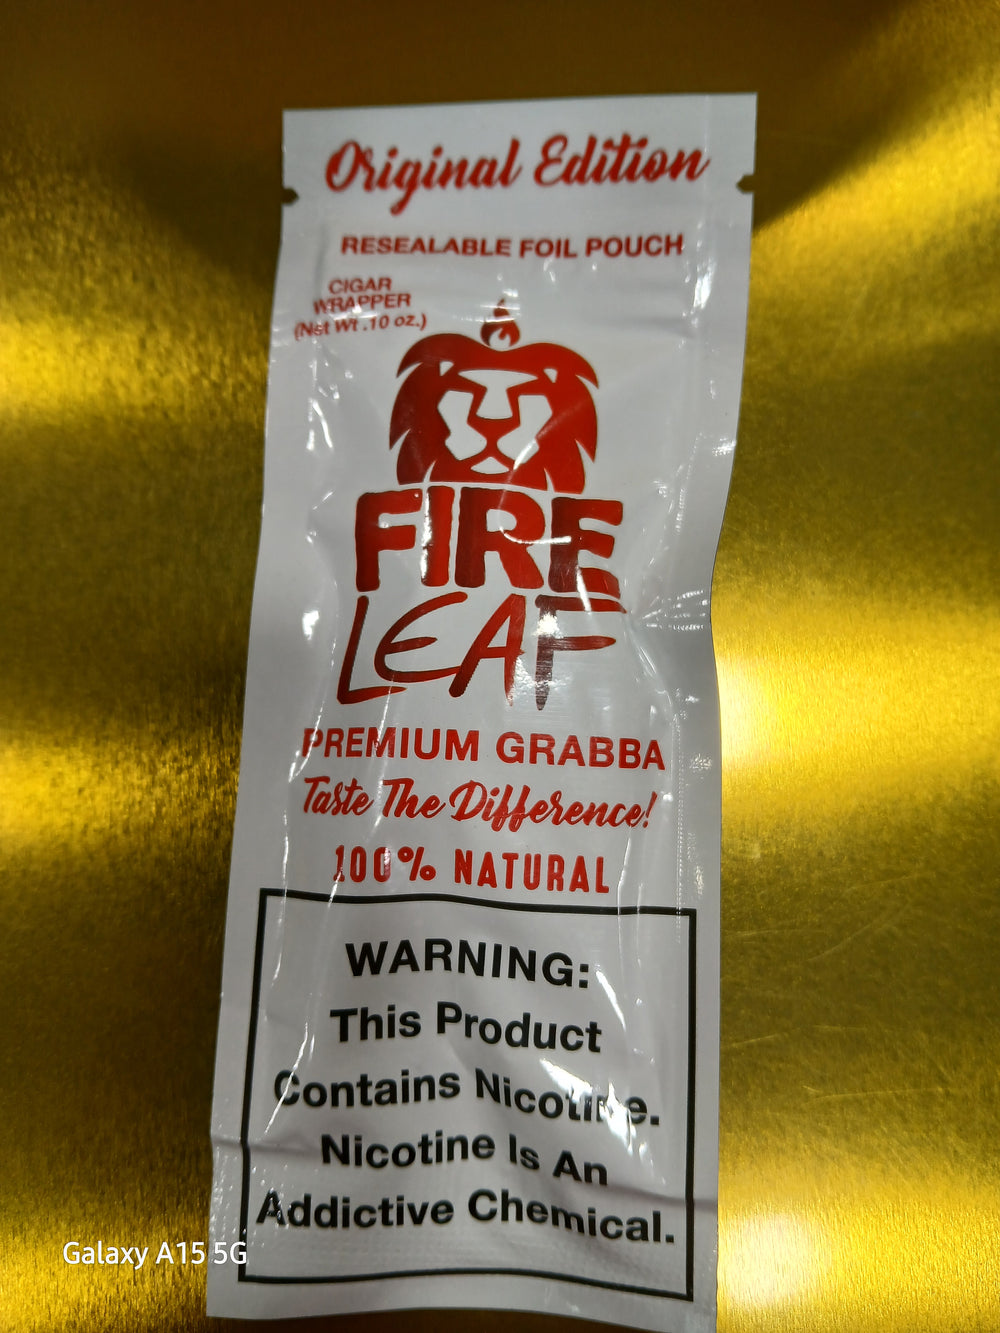 Original Edition
RESEALABLE FOIL POUCH
CIGAR
WRAPPER
(Net Wt .10 oz.)
FIRE
LEAF
PREMIUM GRABBA
Taste The Difference!
100% NATURAL
WARNING:
This Product
Contains Nicotine.
Nicotine Is An
Addictive Chemical.
Galaxy A15 5G